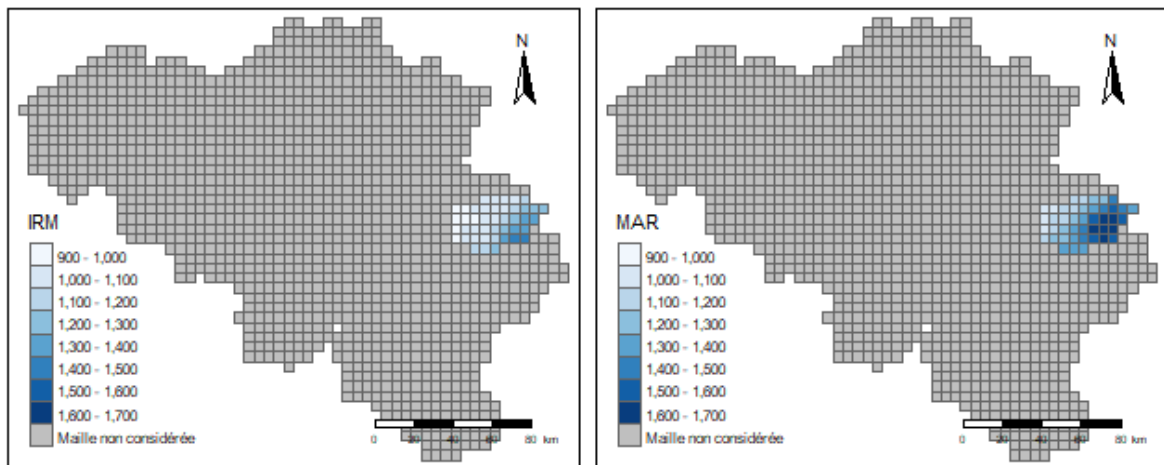 N
IRM
900 - 1,000
1,000 - 1,100
1,100 - 1,200
1,200 - 1,300
1,300 - 1,400
1,400 - 1,500
1,500 - 1,600
1,600 - 1,700
Maille non considérée
0 20 40 60 80 km
N
MAR
900 - 1,000
1,000 - 1,100
1,100 - 1,200
1,200 - 1,300
1,300 - 1,400
1,400 - 1,500
1,500 - 1,600
1,600 - 1,700
Maille non considérée
0 20 40 60 80 km